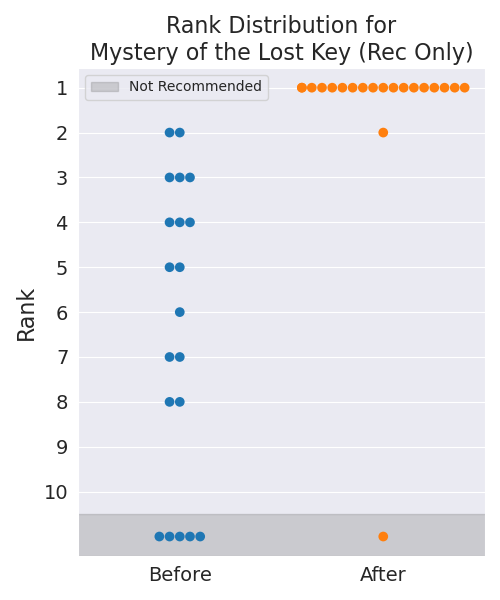 Rank Distribution for
Mystery of the Lost Key (Rec Only)
Not Recommended
Rank
1
2
3
4
5
6
7
8
9
10
Before After